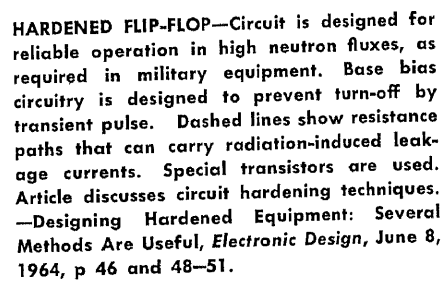 HARDENED FLIP-FLOP—Circuit is designed for
reliable operation in high neutron fluxes, as
required in military equipment. Base bias
circuitry is designed to prevent turn-off by
transient pulse. Dashed lines show resistance
paths that can carry radiation-induced leak-
age currents. Special transistors are used.
Article discusses circuit hardening techniques.
—Designing Hardened Equipment: Several
Methods Are Useful, Electronic Design, June 8,
1964, p 46 and 48–51.